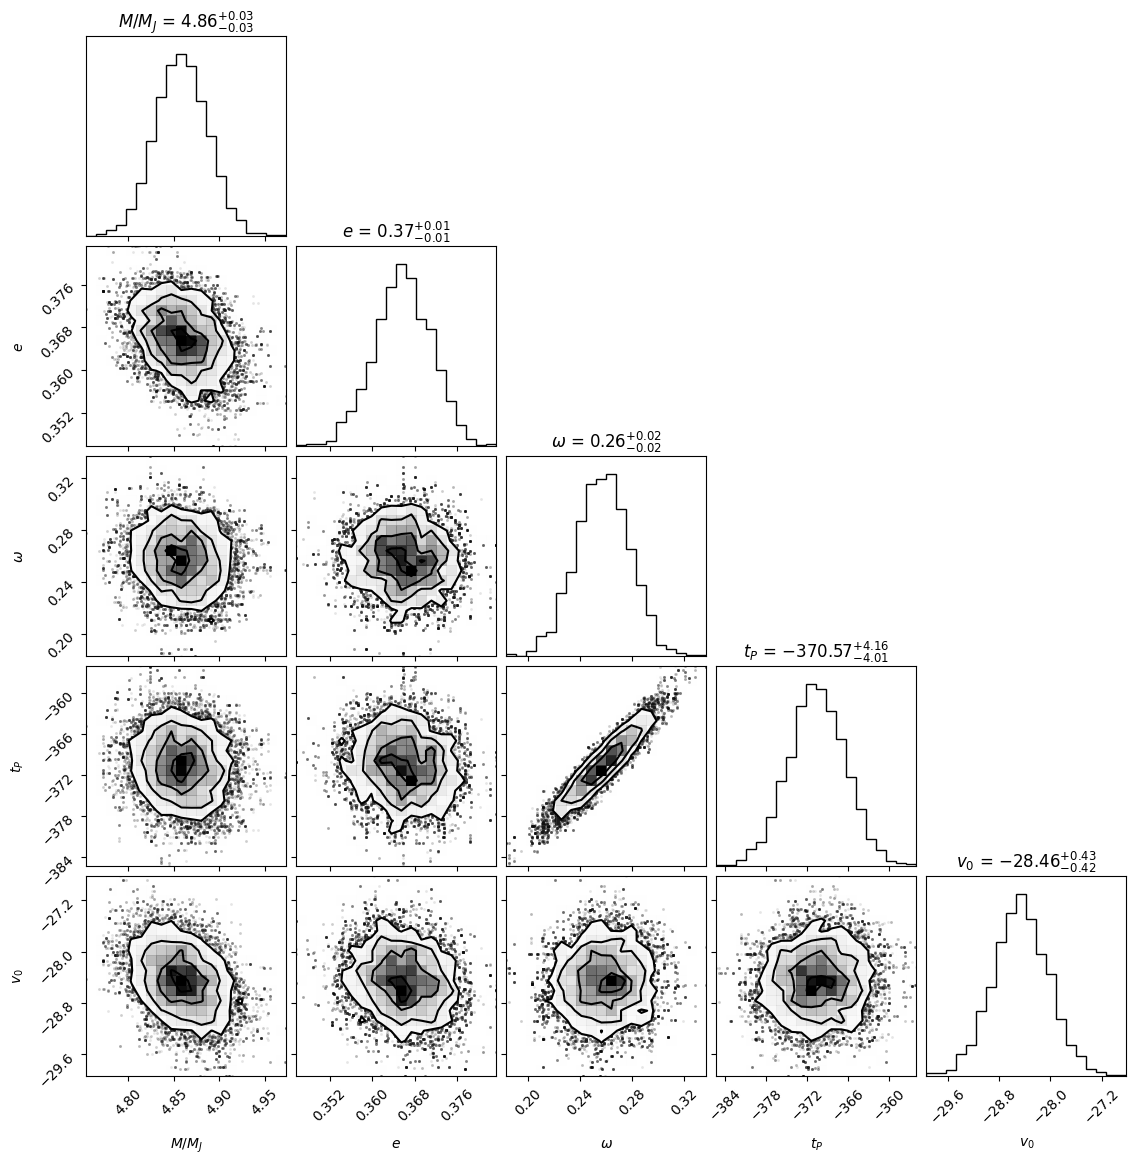 M/M_J = 4.86^{+0.03}_{-0.03}
e = 0.37^{+0.01}_{-0.01}
0.376
0.368
0.360
0.352
e
ω = 0.26^{+0.02}_{-0.02}
0.32
0.28
0.24
0.20
ω
t_P = −370.57^{+4.16}_{-4.01}
−360
−366
−372
−378
−384
t_P
v_0 = −28.46^{+0.43}_{-0.42}
−27.2
−28.0
−28.8
−29.6
v_0
4.80 4.85 4.90 4.95 0.352 0.360 0.368 0.376 0.20 0.24 0.28 0.32 −384 −378 −372 −366 −360 −29.6 −28.8 −28.0 −27.2
M/M_J e ω t_P v_0